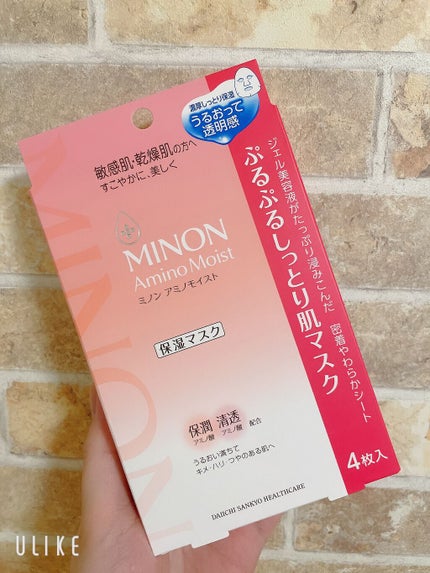 濃厚しっとり保湿
うるおって
透明感
敏感肌・乾燥肌の方へ
すこやかに、美しく
MINON
Amino Moist
ミノン アミノモイスト
保湿マスク
保潤
アミノ酸
清透
アミノ酸
配合
うるおい満ちて
キメ・ハリ・つやのある肌へ
DAIICHI SANKYO HEALTHCARE
ジェル美容液がたっぷり浸みこんだ 密着やわらかシート
ぷるぷるしっとり肌マスク
4枚入
MINON
MINON
ULIKE